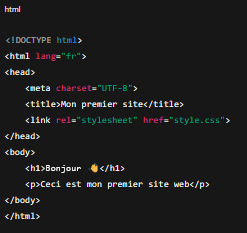 html
<!DOCTYPE html>
<html lang="fr">
<head>
    <meta charset="UTF-8">
    <title>Mon premier site</title>
    <link rel="stylesheet" href="style.css">
</head>
<body>
    <h1>Bonjour 👋</h1>
    <p>Ceci est mon premier site web</p>
</body>
</html>